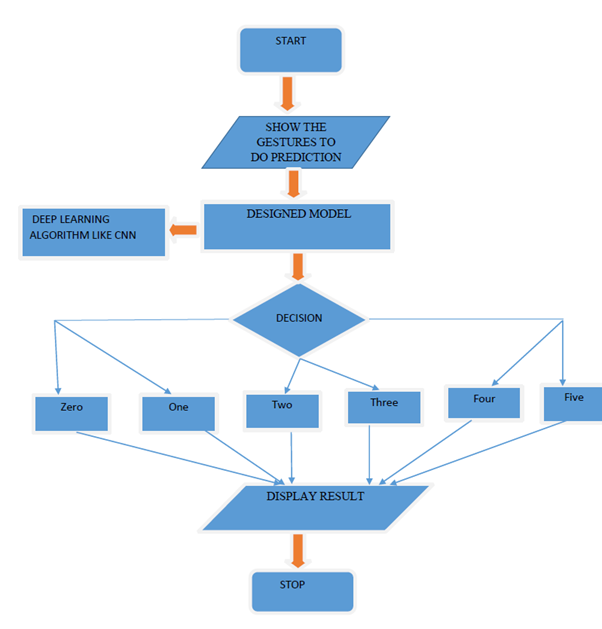 START
SHOW THE
GESTURES TO
DO PREDICTION
DESIGNED MODEL
DEEP LEARNING
ALGORITHM LIKE CNN
DECISION
Zero
One
Two
Three
Four
Five
DISPLAY RESULT
STOP